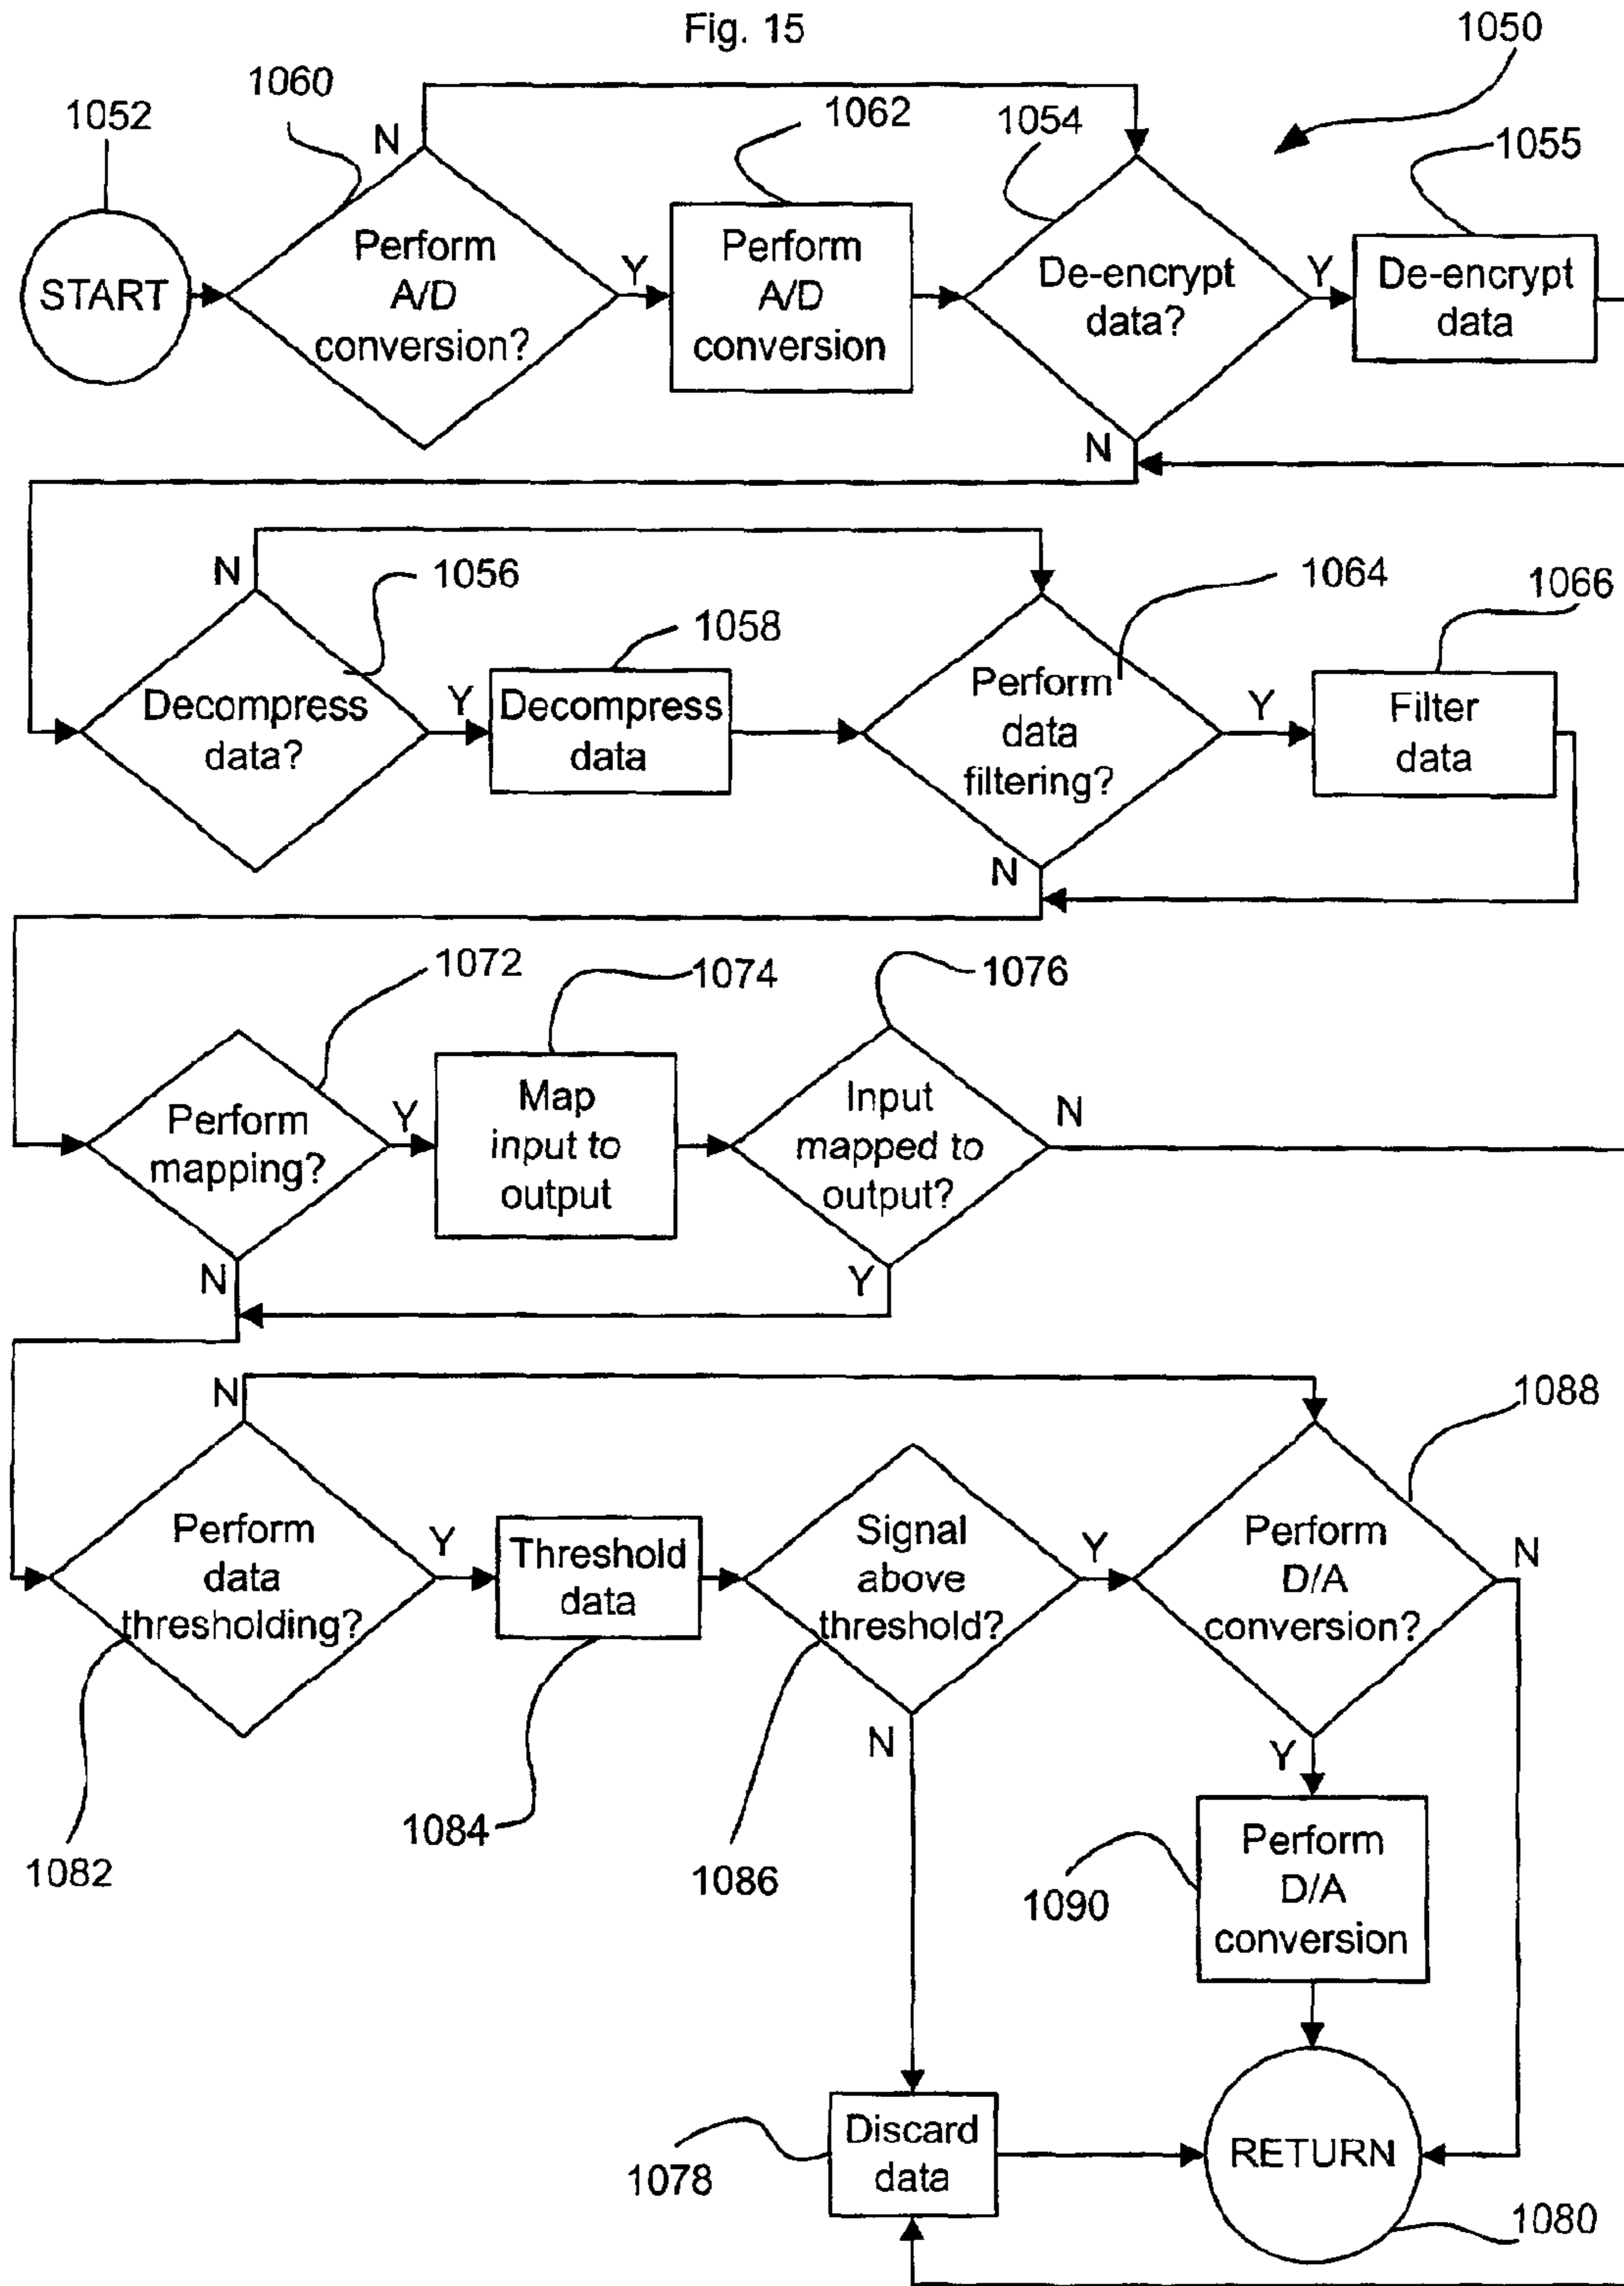 Fig. 15
1050
1060
1052
1062
1054
1055
N
START
Perform
A/D
conversion?
Y
Perform
A/D
conversion
De-encrypt
data?
Y
De-encrypt
data
N
N
1056
1058
1064
1066
Decompress
data?
Y
Decompress
data
Perform
data
filtering?
Y
Filter
data
N
1072
1074
1076
Perform
mapping?
Y
Map
input to
output
Input
mapped to
output?
N
N
Y
N
1088
Perform
data
thresholding?
Y
Threshold
data
Signal
above
threshold?
Y
Perform
D/A
conversion?
N
N
Y
1082
1084
1086
1090
Perform
D/A
conversion
1078
Discard
data
RETURN
1080